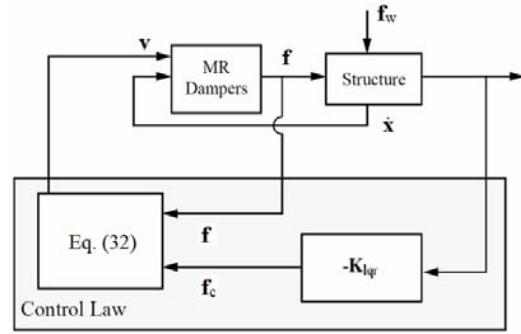 f_w
v
MR
Dampers
f
Structure
ẋ
Eq. (32)
f
-K_lqr
f_c
Control Law